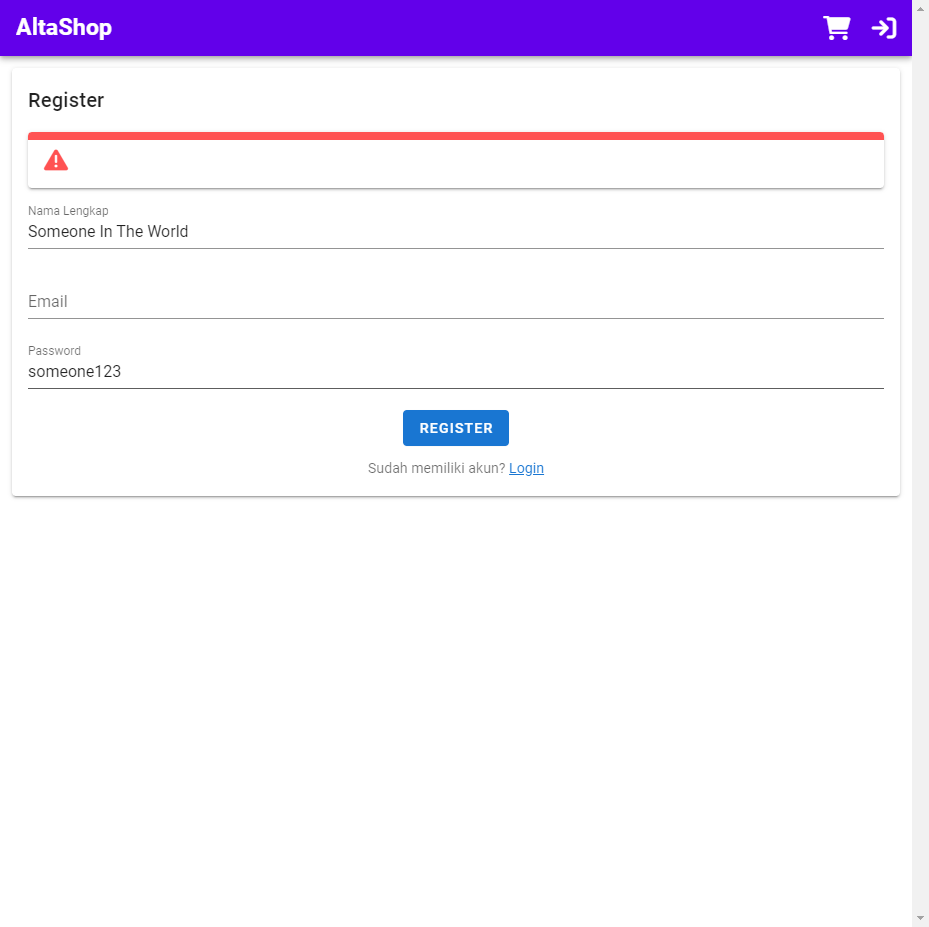 AltaShop
Register
Nama Lengkap
Someone In The World
Email
Password
someone123
REGISTER
Sudah memiliki akun? Login